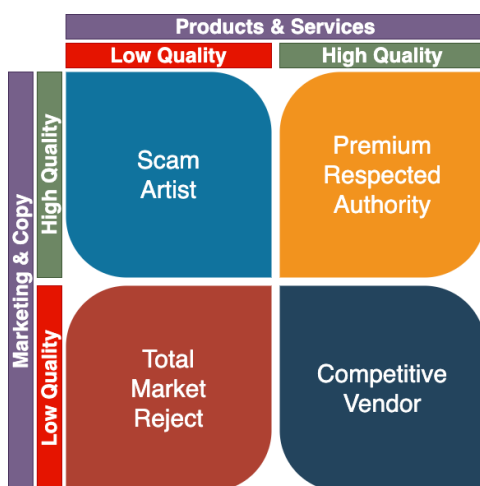 Products & Services
Low Quality
High Quality
Marketing & Copy
High Quality
Scam
Artist
Premium
Respected
Authority
Low Quality
Total
Market
Reject
Competitive
Vendor